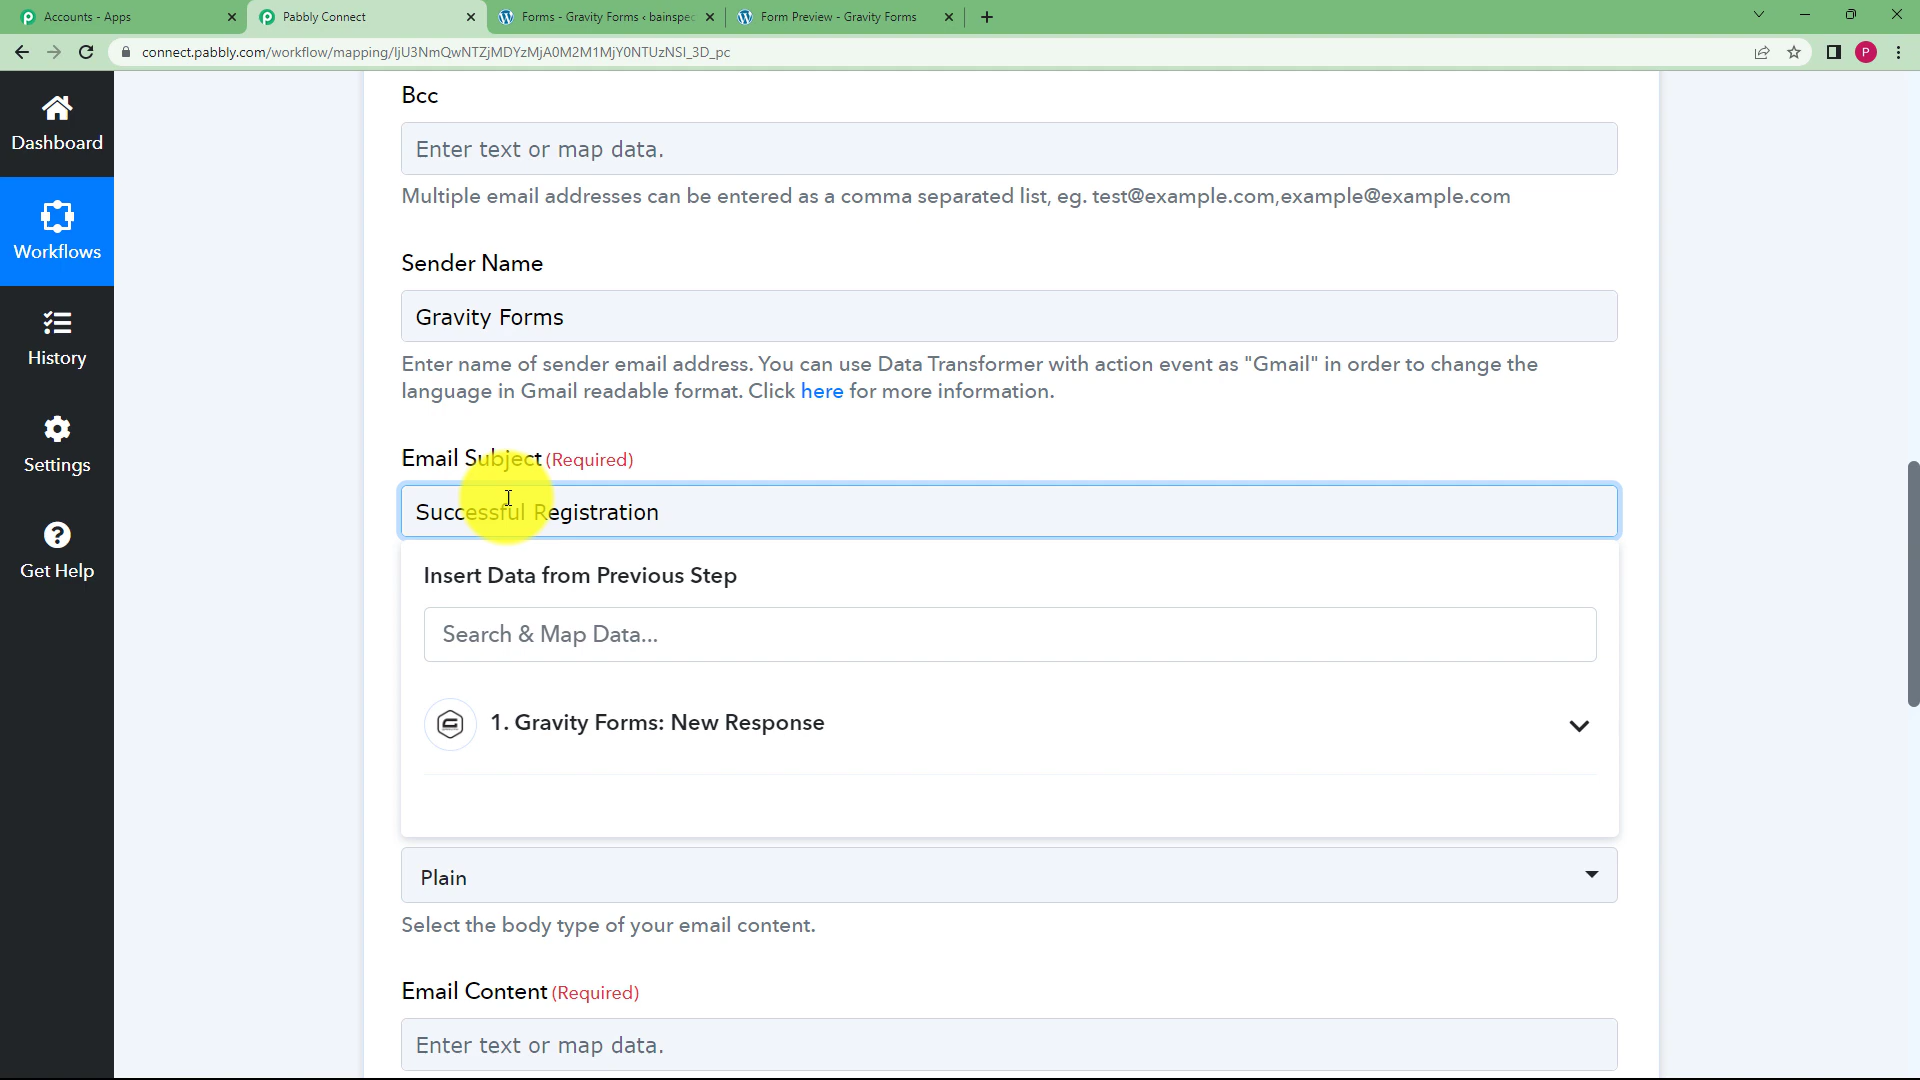 Accounts - Apps
Pabbly Connect
Forms - Gravity Forms ‹ bainspec
Form Preview - Gravity Forms
connect.pabbly.com/workflow/mapping/IjU3NmQwNTZjMDYzMjA0M2M1MjY0NTUzNSI_3D_pc
P
Dashboard
Workflows
History
Settings
Get Help
Bcc
Enter text or map data.
Multiple email addresses can be entered as a comma separated list, eg. test@example.com,example@example.com
Sender Name
Gravity Forms
Enter name of sender email address. You can use Data Transformer with action event as "Gmail" in order to change the
language in Gmail readable format. Click here for more information.
Email Subject (Required)
Successful Registration
Insert Data from Previous Step
Search & Map Data...
1. Gravity Forms: New Response
Plain
Select the body type of your email content.
Email Content (Required)
Enter text or map data.